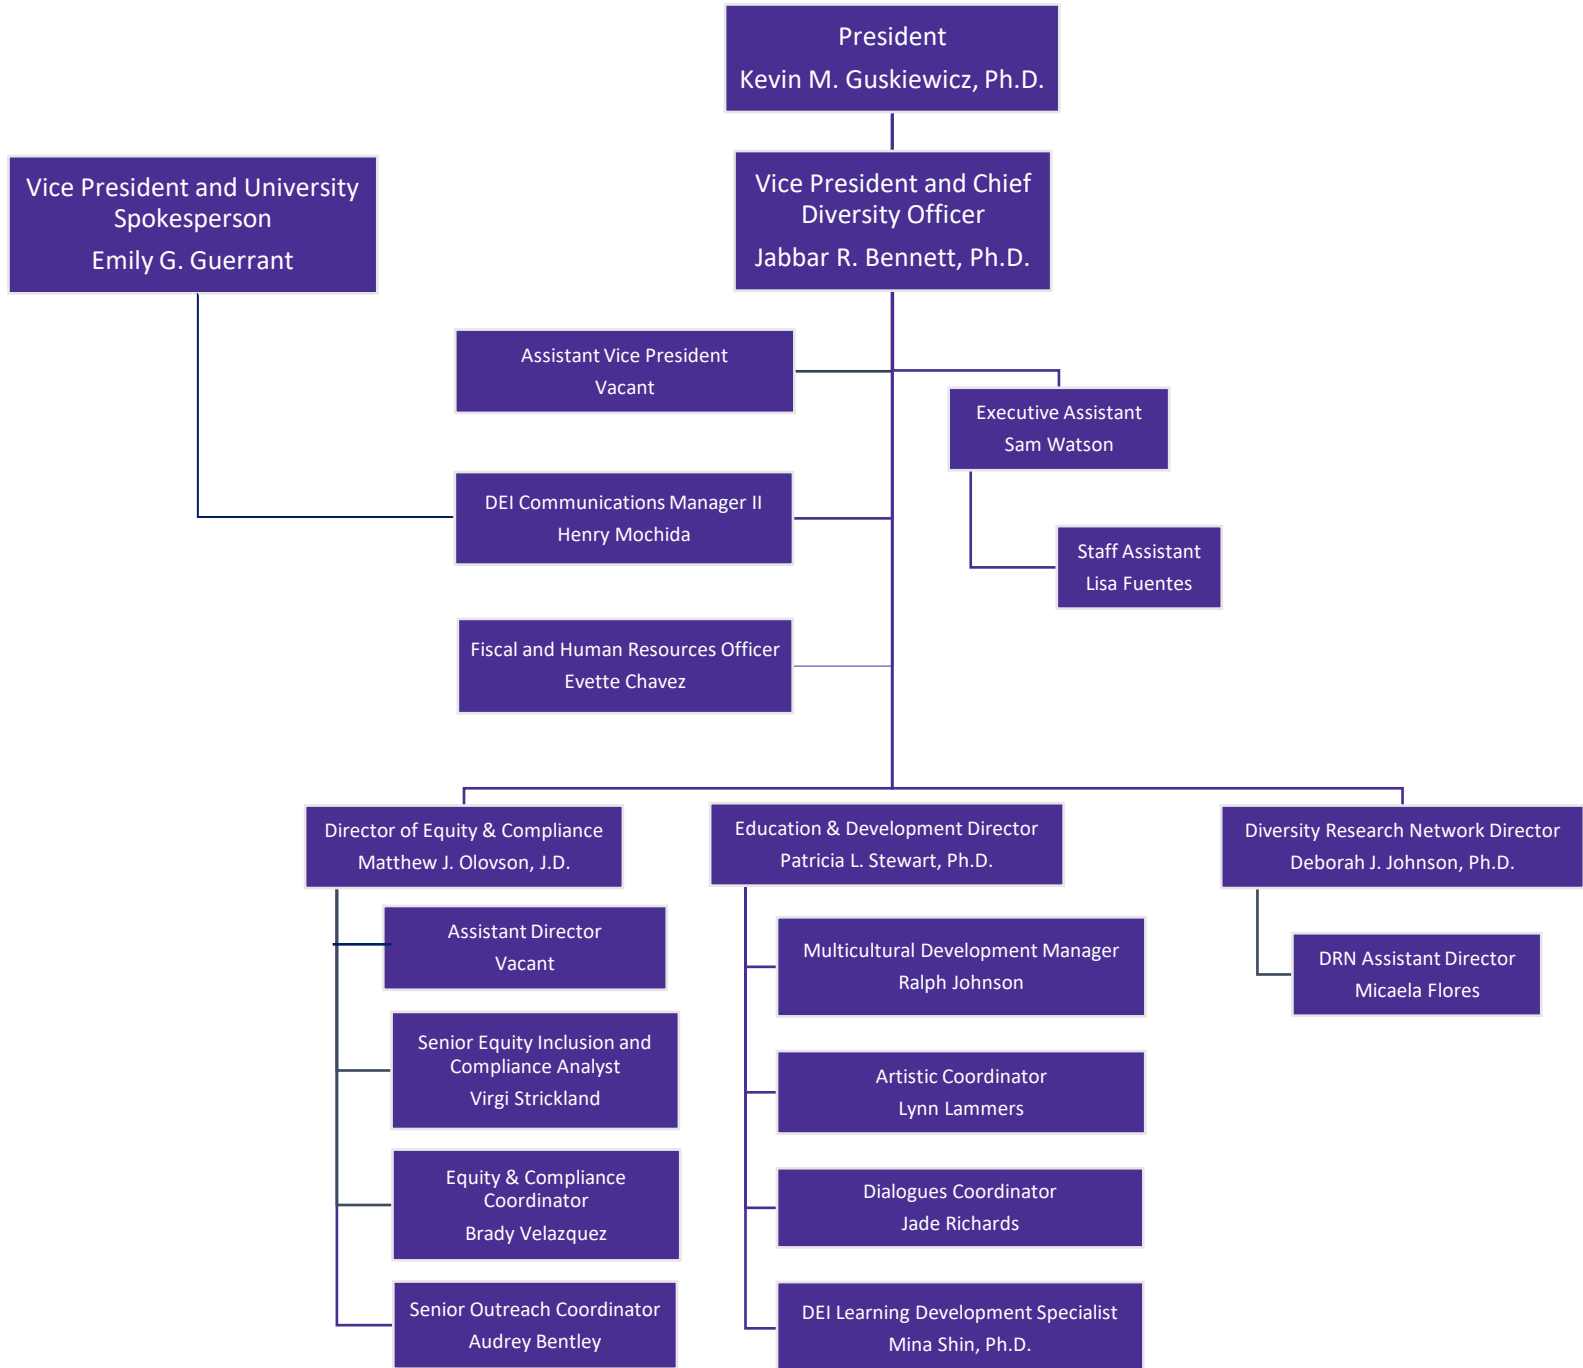 President
Kevin M. Guskiewicz, Ph.D.
Vice President and University
Spokesperson
Emily G. Guerrant
Vice President and Chief
Diversity Officer
Jabbar R. Bennett, Ph.D.
Assistant Vice President
Vacant
Executive Assistant
Sam Watson
DEI Communications Manager II
Henry Mochida
Staff Assistant
Lisa Fuentes
Fiscal and Human Resources Officer
Evette Chavez
Director of Equity & Compliance
Matthew J. Olovson, J.D.
Assistant Director
Vacant
Senior Equity Inclusion and
Compliance Analyst
Virgi Strickland
Equity & Compliance
Coordinator
Brady Velazquez
Senior Outreach Coordinator
Audrey Bentley
Education & Development Director
Patricia L. Stewart, Ph.D.
Multicultural Development Manager
Ralph Johnson
Artistic Coordinator
Lynn Lammers
Dialogues Coordinator
Jade Richards
DEI Learning Development Specialist
Mina Shin, Ph.D.
Diversity Research Network Director
Deborah J. Johnson, Ph.D.
DRN Assistant Director
Micaela Flores